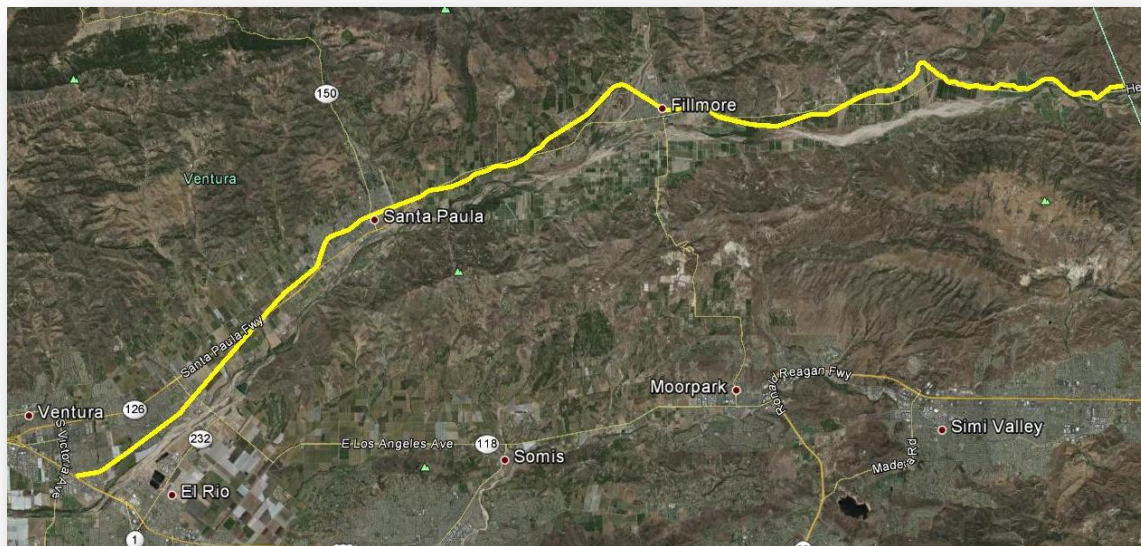 150
Fillmore
He
Ventura
Santa Paula
Santa Paula Fwy
Moorpark
Ronald Reagan Fwy
Ventura
126
S Victoria Ave
232
E Los Angeles Ave
118
Somis
Simi Valley
Madera Rd
El Rio
1